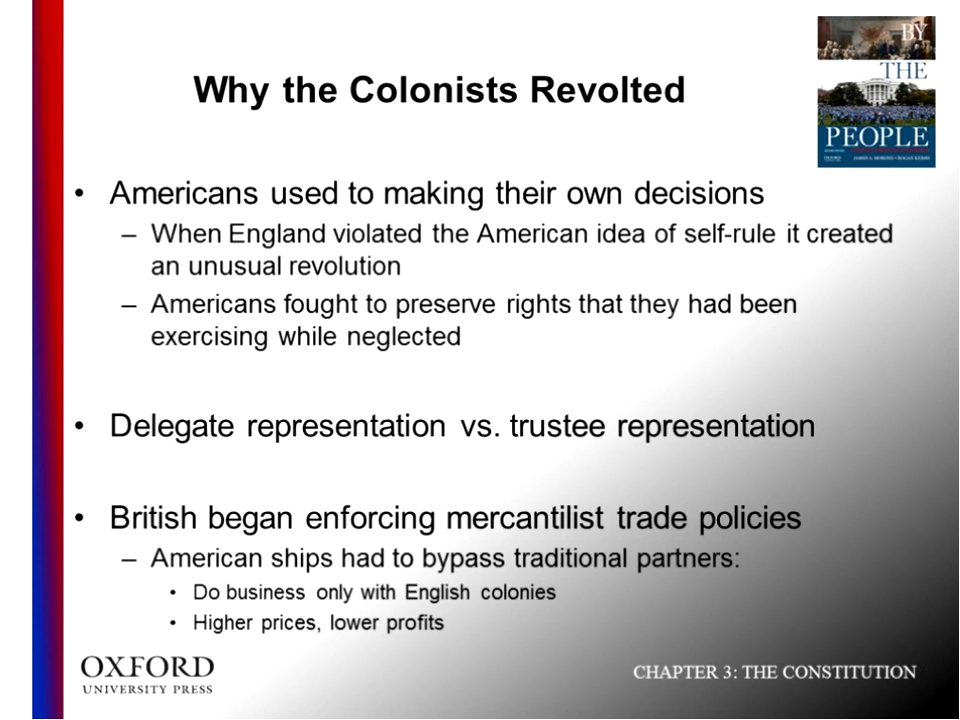 BY
THE
PEOPLE
Why the Colonists Revolted
• Americans used to making their own decisions
– When England violated the American idea of self-rule it created
an unusual revolution
– Americans fought to preserve rights that they had been
exercising while neglected
• Delegate representation vs. trustee representation
• British began enforcing mercantilist trade policies
– American ships had to bypass traditional partners:
• Do business only with English colonies
• Higher prices, lower profits
OXFORD
UNIVERSITY PRESS
CHAPTER 3: THE CONSTITUTION